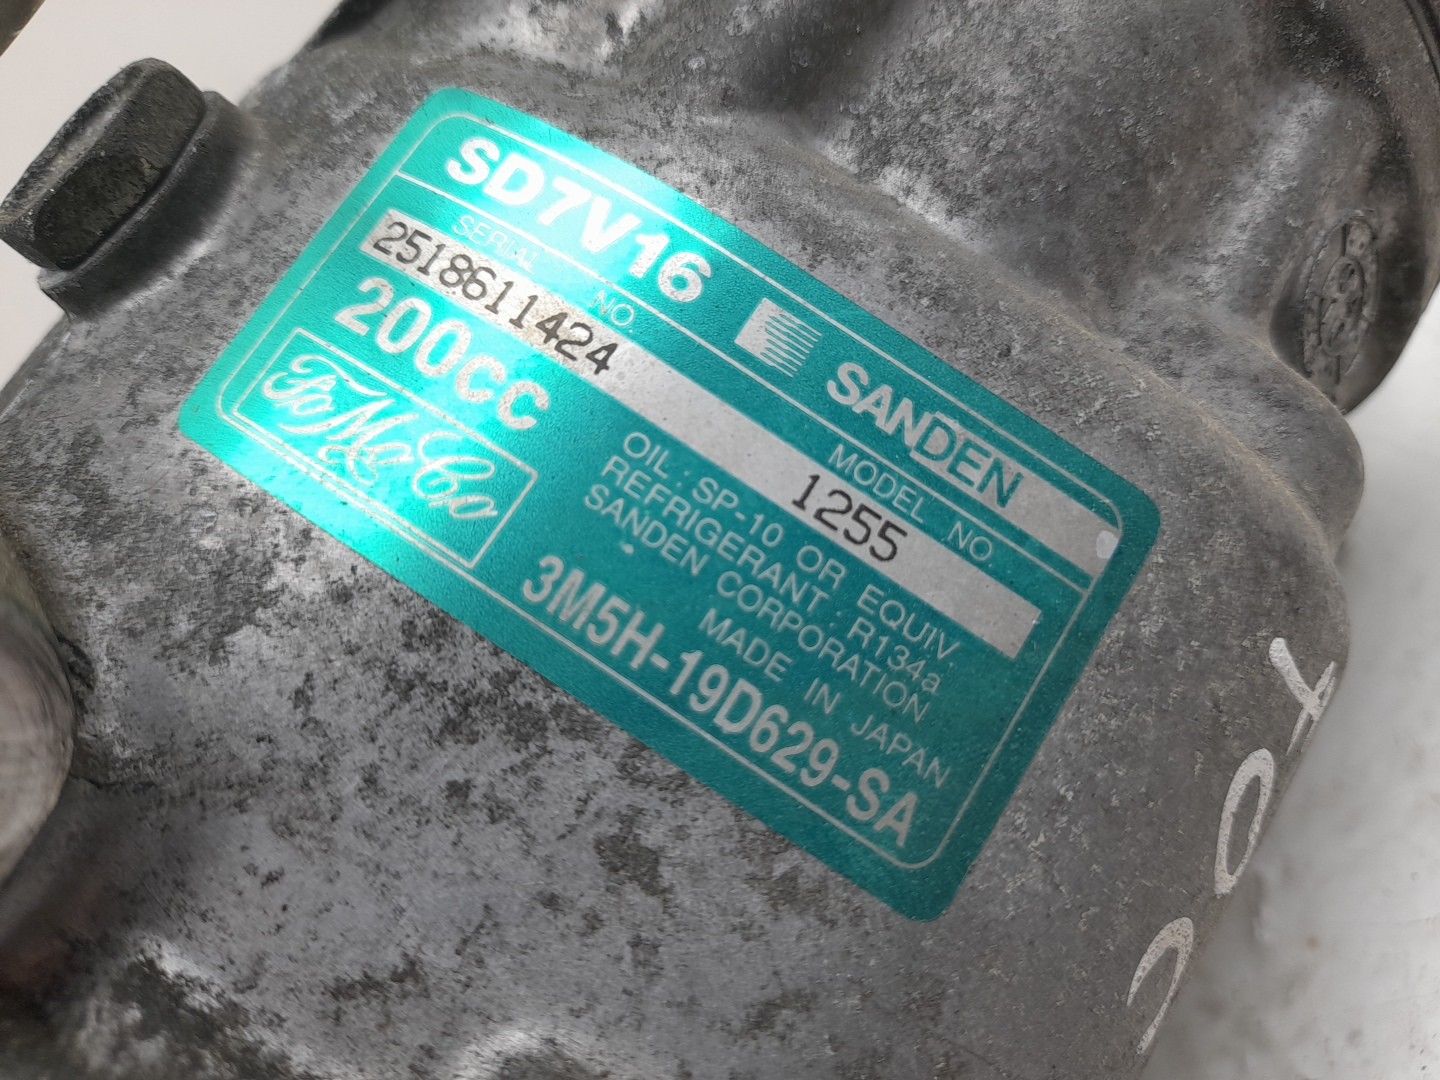 SD7V16
SANDEN
SERIAL NO.
MODEL NO.
2518611424
1255
200CC
FoMoCo
OIL : SP-10 OR EQUIV.
REFRIGERANT : R134a
SANDEN CORPORATION
MADE IN JAPAN
3M5H-19D629-SA